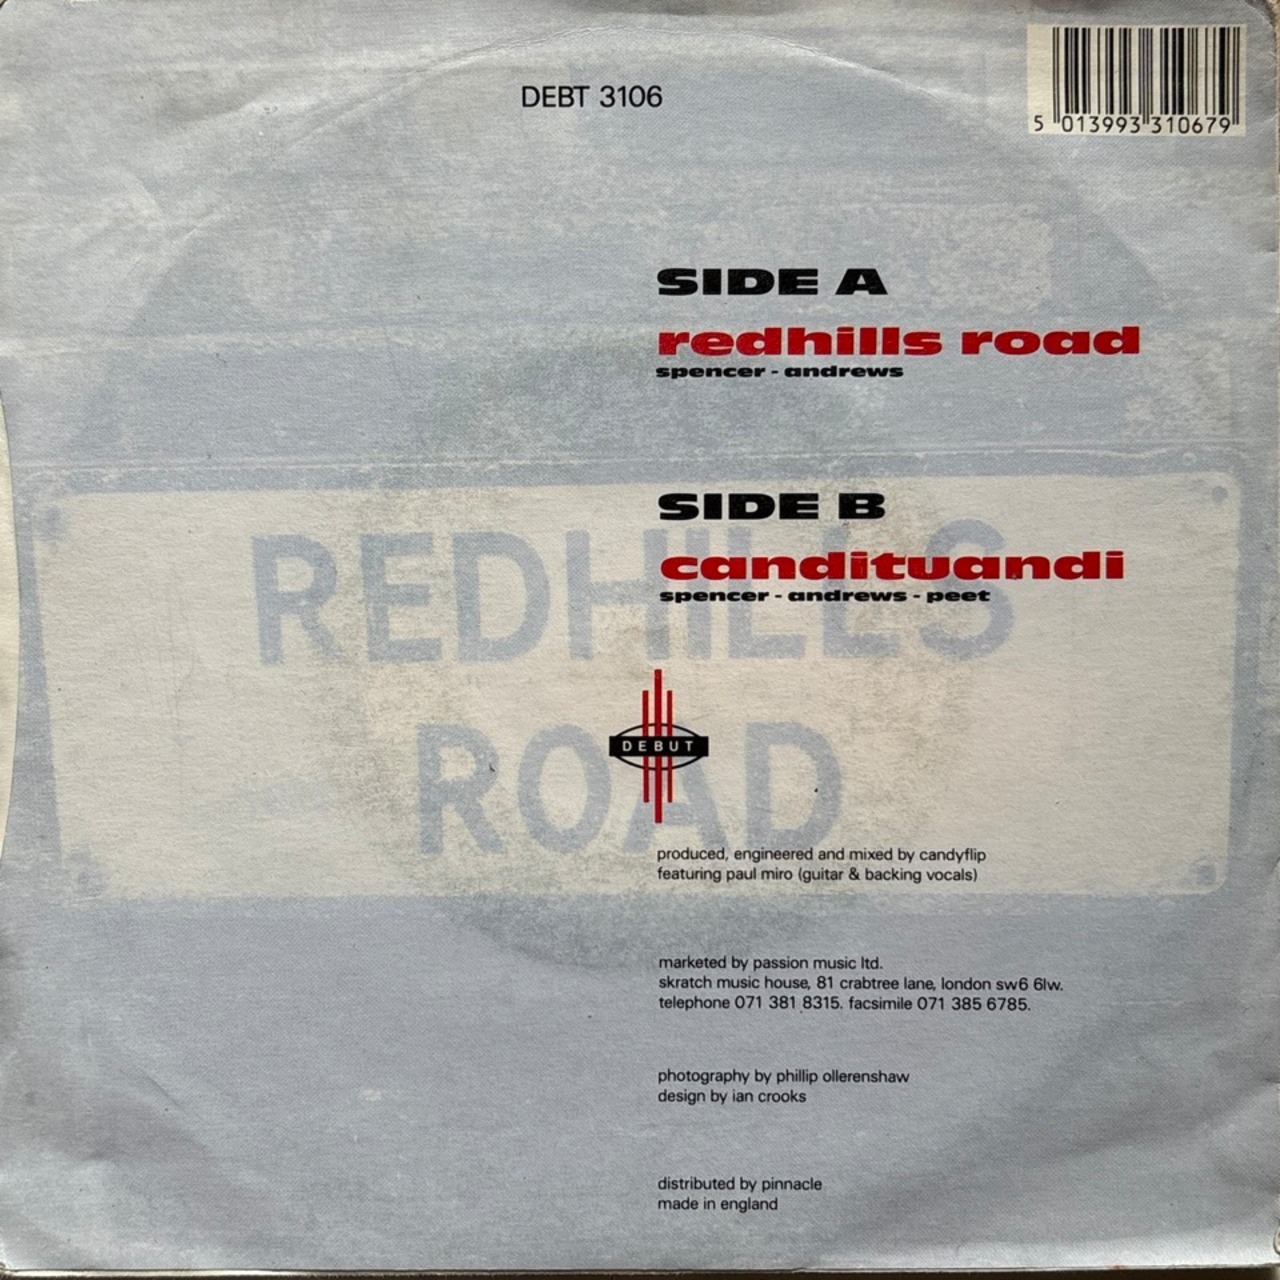 DEBT 3106
5 013993 310679
SIDE A
redhills road
spencer - andrews
SIDE B
candituandi
spencer - andrews - peet
REDHILLS
ROAD
DEBUT
produced, engineered and mixed by candyflip
featuring paul miro (guitar & backing vocals)
marketed by passion music ltd.
skratch music house, 81 crabtree lane, london sw6 6lw.
telephone 071 381 8315. facsimile 071 385 6785.
photography by phillip ollerenshaw
design by ian crooks
distributed by pinnacle
made in england